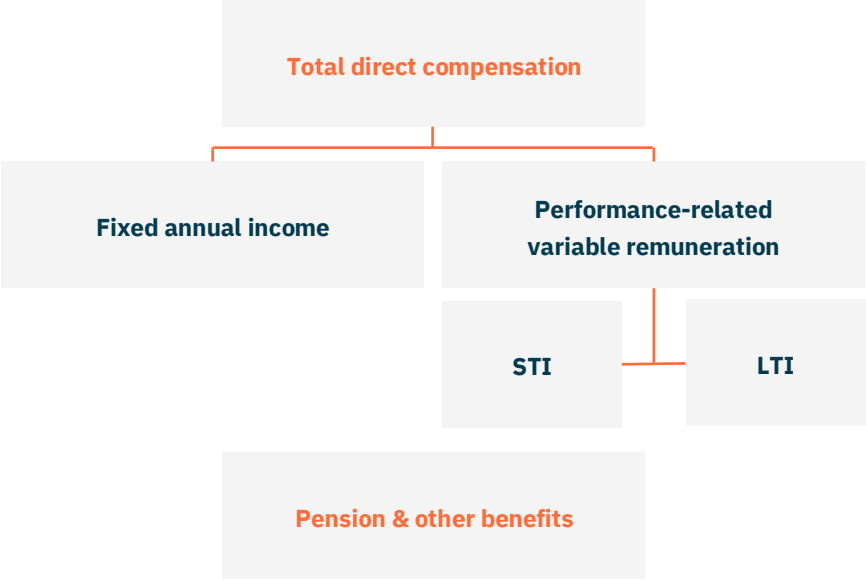 Total direct compensation
Fixed annual income
Performance-related
variable remuneration
STI
LTI
Pension & other benefits